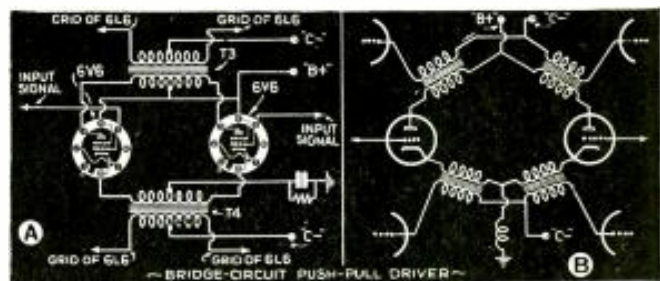 GRID OF 6L6
GRID OF 6L6
"C-"
T3
INPUT
SIGNAL
6V6
"B+"
6V6
INPUT
SIGNAL
T4
"C-"
A
GRID OF 6L6
GRID OF 6L6
"B+"
"C-"
"C-"
B
~ BRIDGE-CIRCUIT PUSH-PULL DRIVER ~